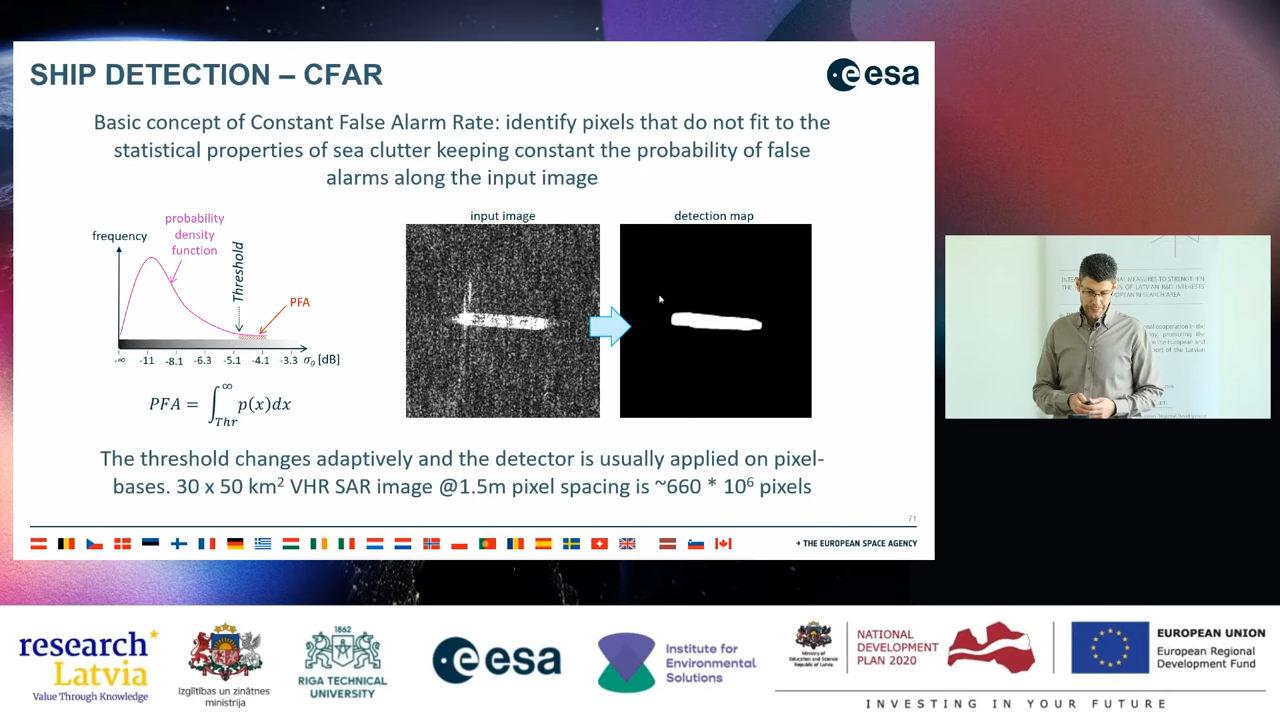 SHIP DETECTION – CFAR
esa
Basic concept of Constant False Alarm Rate: identify pixels that do not fit to the
statistical properties of sea clutter keeping constant the probability of false
alarms along the input image
probability
density
function
frequency
Threshold
PFA
-∞ -11 -8.1 -6.3 -5.1 -4.1 -3.3 σ₀ [dB]
PFA = ∫_Thr^∞ p(x)dx
input image
detection map
The threshold changes adaptively and the detector is usually applied on pixel-
bases. 30 x 50 km² VHR SAR image @1.5m pixel spacing is ~660 * 10⁶ pixels
71
→ THE EUROPEAN SPACE AGENCY
research
Latvia
Value Through Knowledge
Izglītības un zinātnes
ministrija
1862
RIGA TECHNICAL
UNIVERSITY
esa
Institute for
Environmental
Solutions
Ministry of
Education and Science
Republic of Latvia
NATIONAL
DEVELOPMENT
PLAN 2020
EUROPEAN UNION
European Regional
Development Fund
INVESTING IN YOUR FUTURE